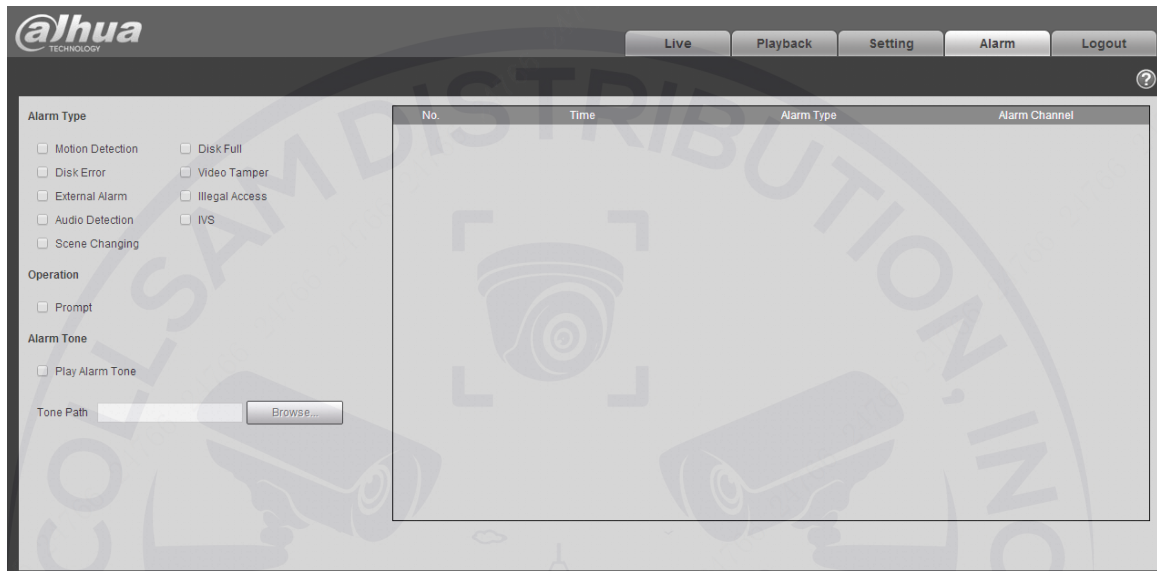 alhua
TECHNOLOGY
Live Playback Setting Alarm Logout
?
Alarm Type
Motion Detection Disk Full
Disk Error Video Tamper
External Alarm Illegal Access
Audio Detection IVS
Scene Changing
Operation
Prompt
Alarm Tone
Play Alarm Tone
Tone Path Browse...
No. Time Alarm Type Alarm Channel
COLLSAM DISTRIBUTION, INC